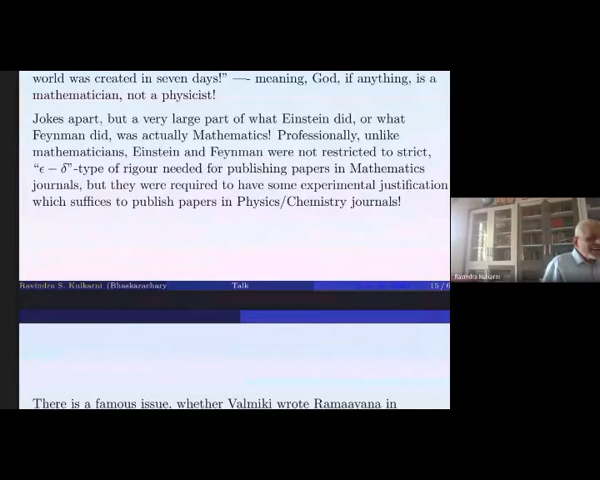 world was created in seven days!” —- meaning, God, if anything, is a
mathematician, not a physicist!
Jokes apart, but a very large part of what Einstein did, or what
Feynman did, was actually Mathematics! Professionally, unlike
mathematicians, Einstein and Feynman were not restricted to strict,
“ϵ − δ”-type of rigour needed for publishing papers in Mathematics
journals, but they were required to have some experimental justification
which suffices to publish papers in Physics/Chemistry journals!
Ravindra Kulkarni
Ravindra S. Kulkarni (Bhaskarachary
Talk
15 / 6
There is a famous issue, whether Valmiki wrote Ramaayana in